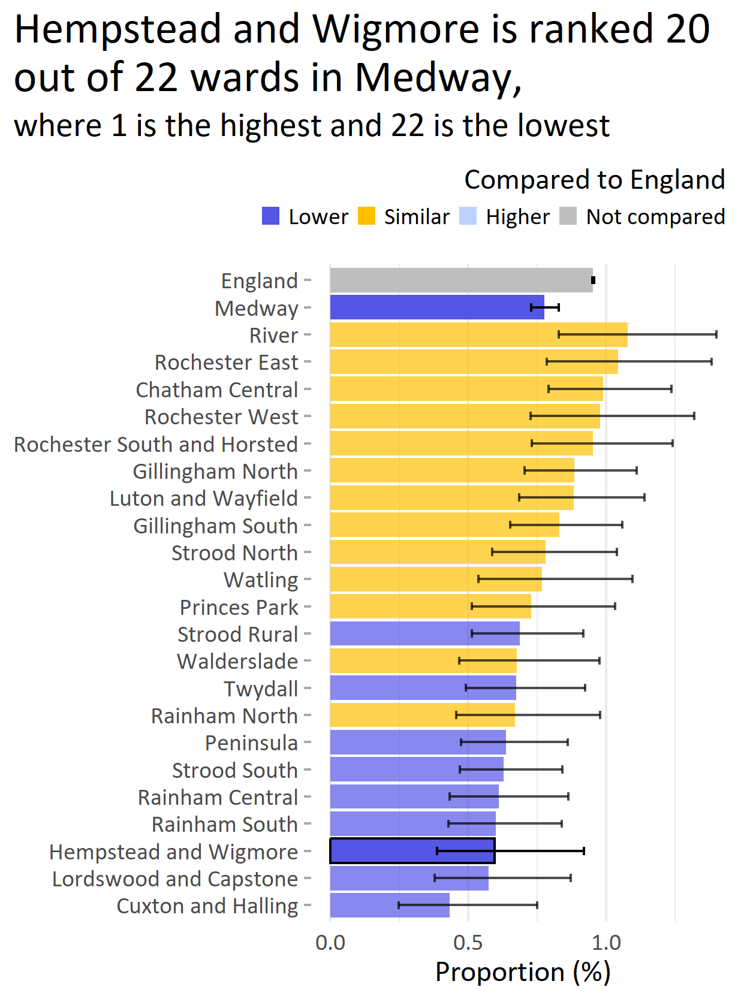 Hempstead and Wigmore is ranked 20
out of 22 wards in Medway,
where 1 is the highest and 22 is the lowest
Compared to England
Lower Similar Higher Not compared
England
Medway
River
Rochester East
Chatham Central
Rochester West
Rochester South and Horsted
Gillingham North
Luton and Wayfield
Gillingham South
Strood North
Watling
Princes Park
Strood Rural
Walderslade
Twydall
Rainham North
Peninsula
Strood South
Rainham Central
Rainham South
Hempstead and Wigmore
Lordswood and Capstone
Cuxton and Halling
0.0 0.5 1.0
Proportion (%)